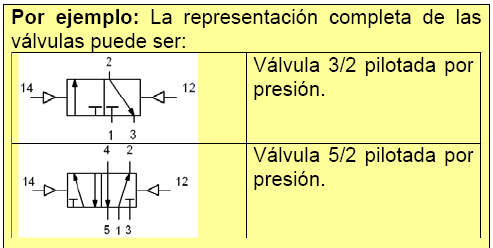 Por ejemplo: La representación completa de las
válvulas puede ser:
2
14
12
1 3
Válvula 3/2 pilotada por
presión.
4 2
14
12
5 1 3
Válvula 5/2 pilotada por
presión.